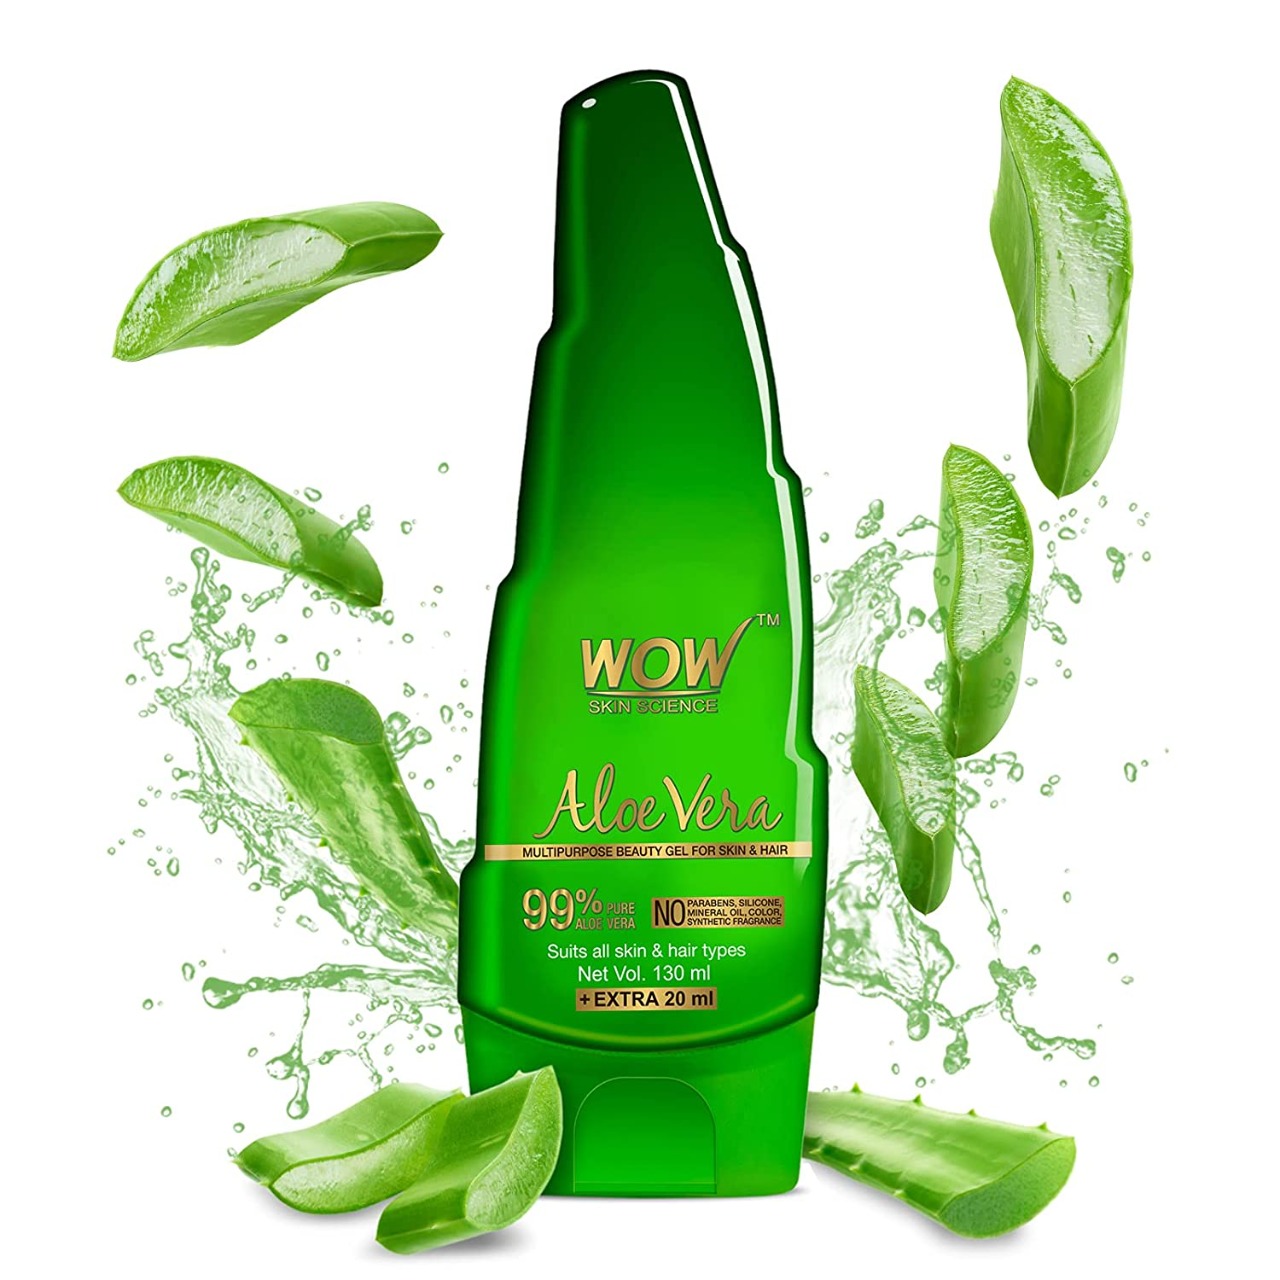 WOW™
SKIN SCIENCE
Aloe Vera
MULTIPURPOSE BEAUTY GEL FOR SKIN & HAIR
99% PURE
ALOE VERA
NO PARABENS, SILICONE,
MINERAL OIL, COLOR,
SYNTHETIC FRAGRANCE
Suits all skin & hair types
Net Vol. 130 ml
+ EXTRA 20 ml